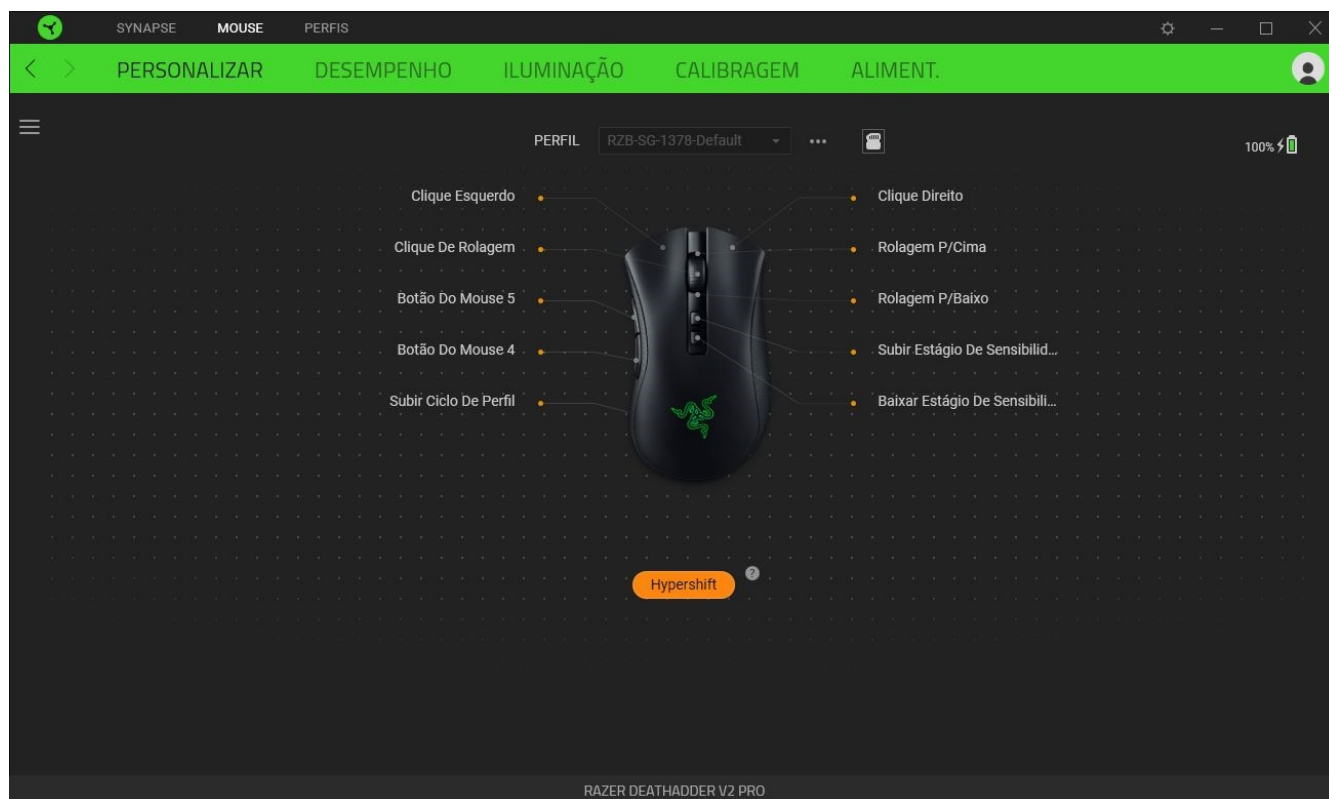 SYNAPSE MOUSE PERFIS
PERSONALIZAR DESEMPENHO ILUMINAÇÃO CALIBRAGEM ALIMENT.
PERFIL RZB-SG-1378-Default
100%
Clique Esquerdo Clique Direito
Clique De Rolagem Rolagem P/Cima
Botão Do Mouse 5 Rolagem P/Baixo
Botão Do Mouse 4 Subir Estágio De Sensibilid...
Subir Ciclo De Perfil Baixar Estágio De Sensibili...
Hypershift ?
RAZER DEATHADDER V2 PRO